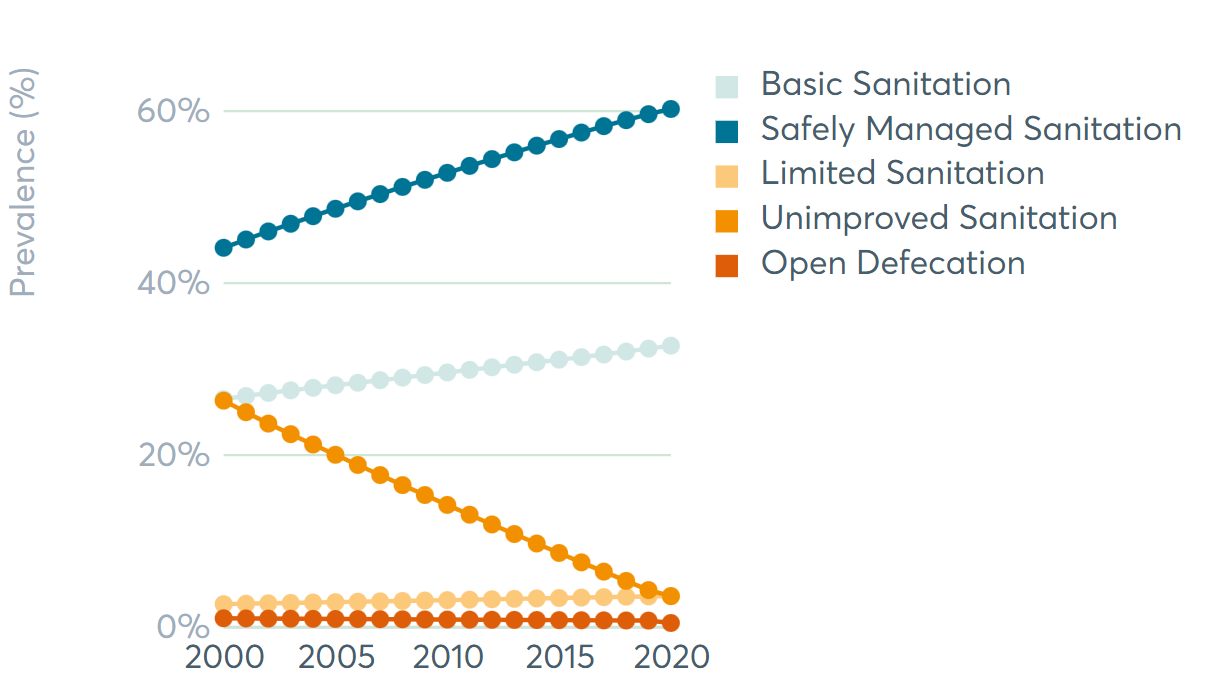 Prevalence (%)
60%
40%
20%
0%
2000 2005 2010 2015 2020
Basic Sanitation
Safely Managed Sanitation
Limited Sanitation
Unimproved Sanitation
Open Defecation